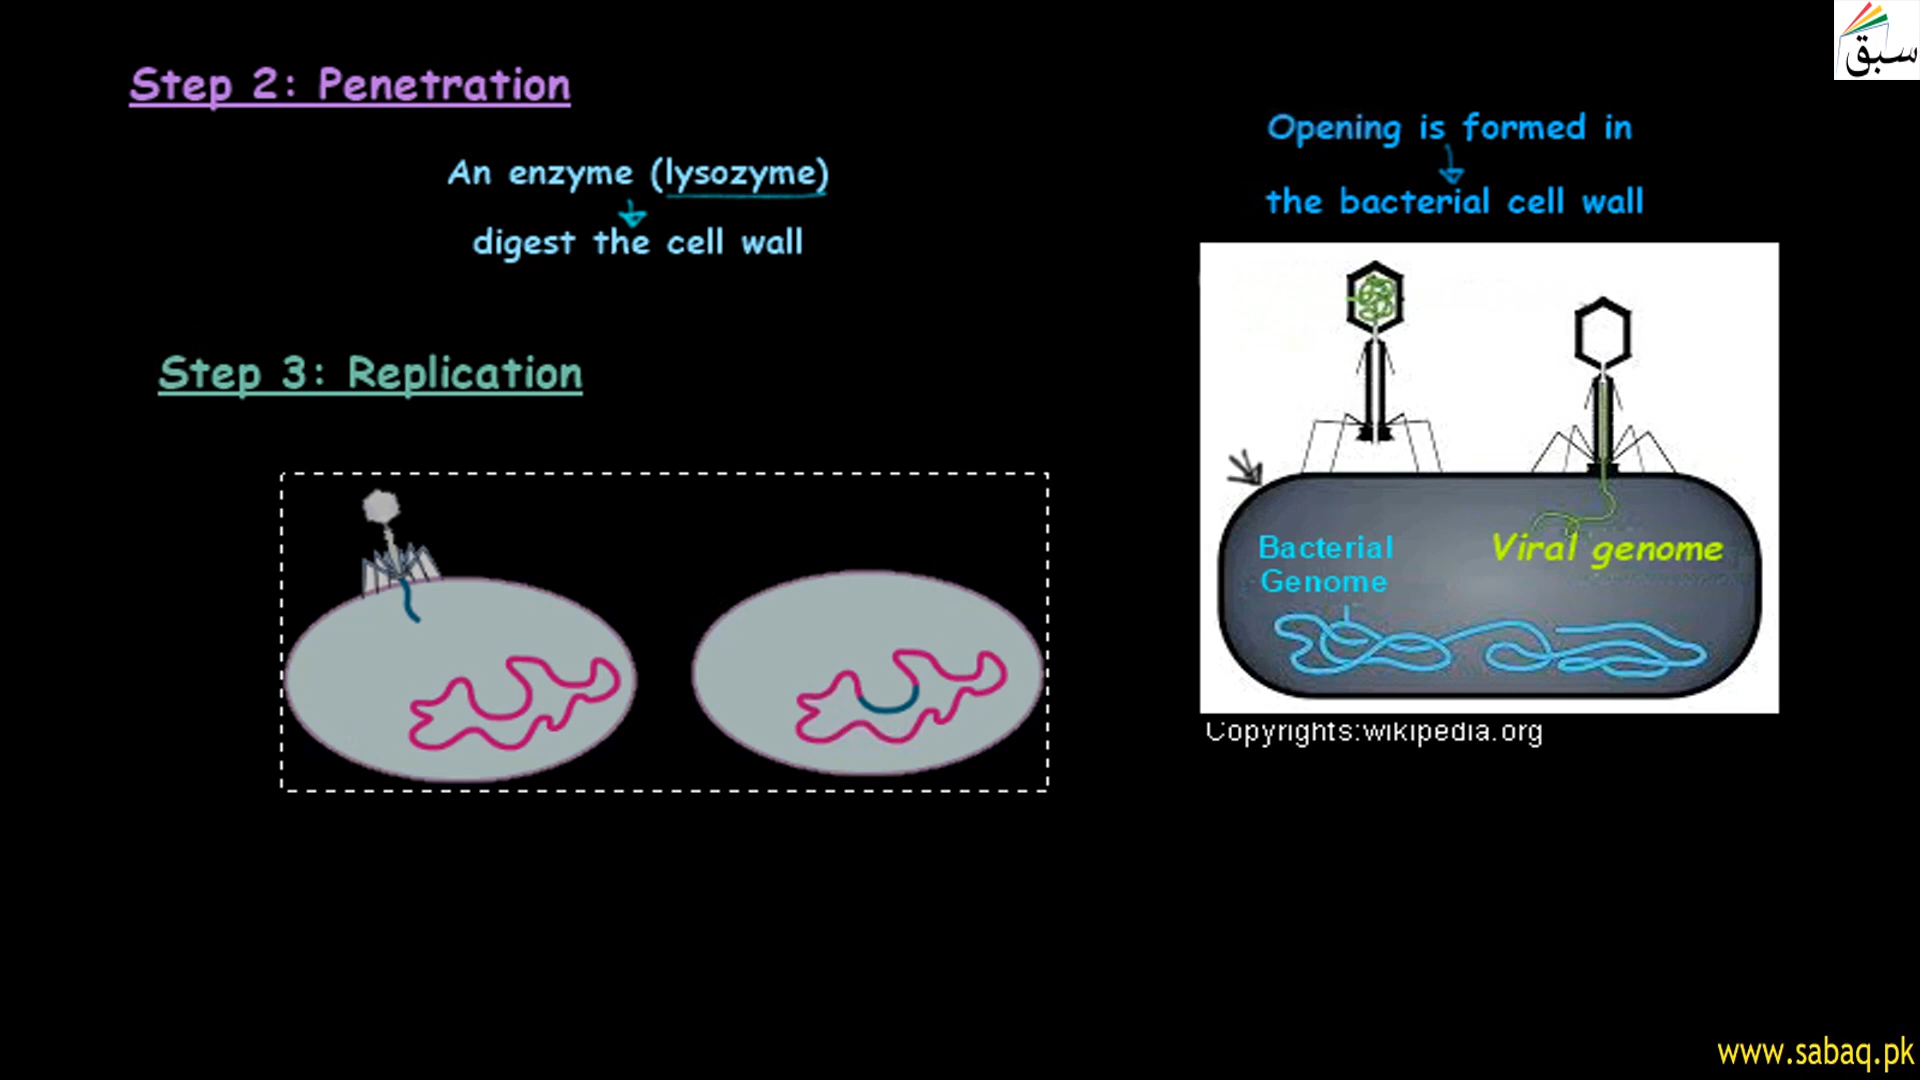 سبق
Step 2: Penetration
An enzyme (lysozyme)
digest the cell wall
Opening is formed in
the bacterial cell wall
Step 3: Replication
Bacterial
Genome
Viral genome
Copyrights:wikipedia.org
www.sabaq.pk